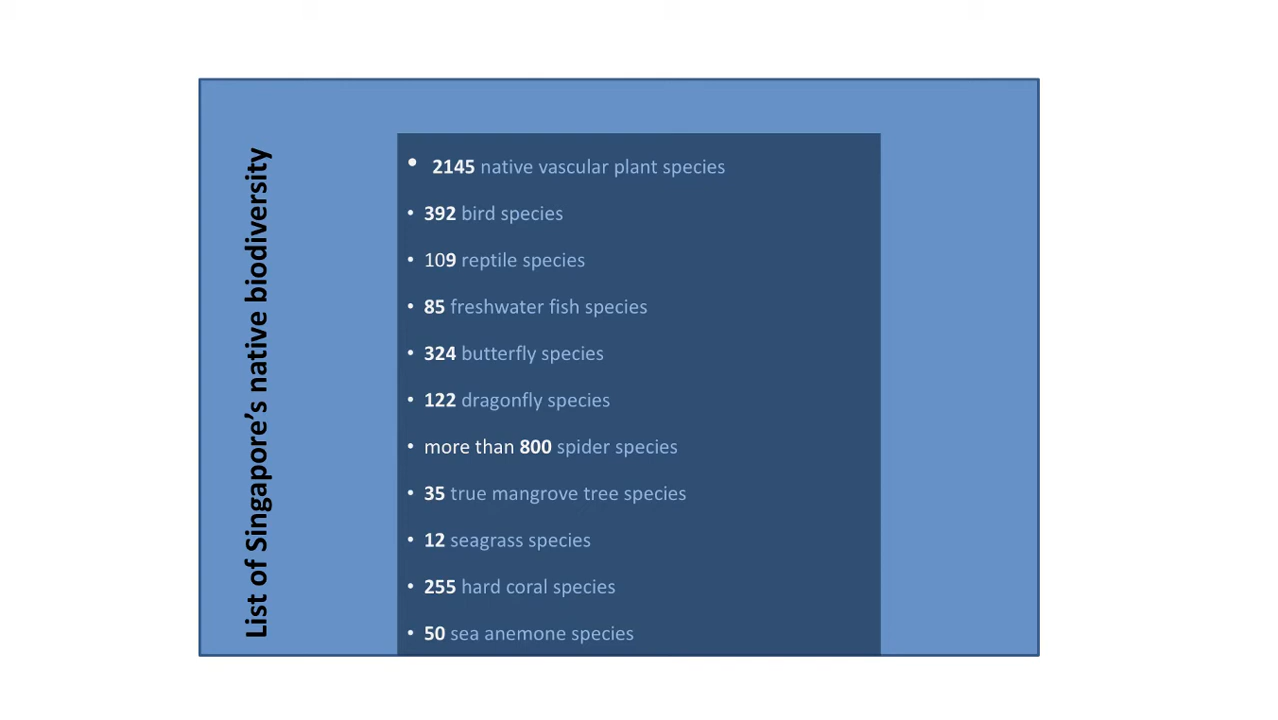 List of Singapore’s native biodiversity
• 2145 native vascular plant species
• 392 bird species
• 109 reptile species
• 85 freshwater fish species
• 324 butterfly species
• 122 dragonfly species
• more than 800 spider species
• 35 true mangrove tree species
• 12 seagrass species
• 255 hard coral species
• 50 sea anemone species